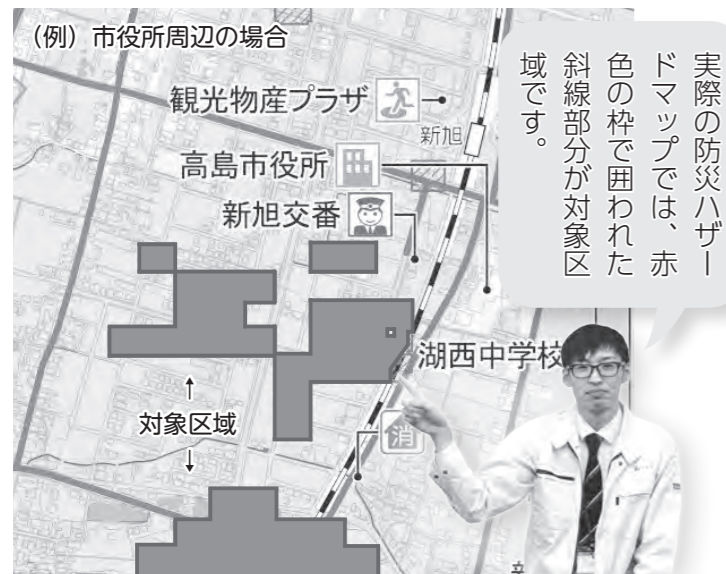 (例)市役所周辺の場合
実際の防災ハザー
ドマップでは、赤
色の枠で囲われた
斜線部分が対象区
域です。
観光物産プラザ
新旭
高島市役所
新旭交番
湖西中学校
対象区域
消